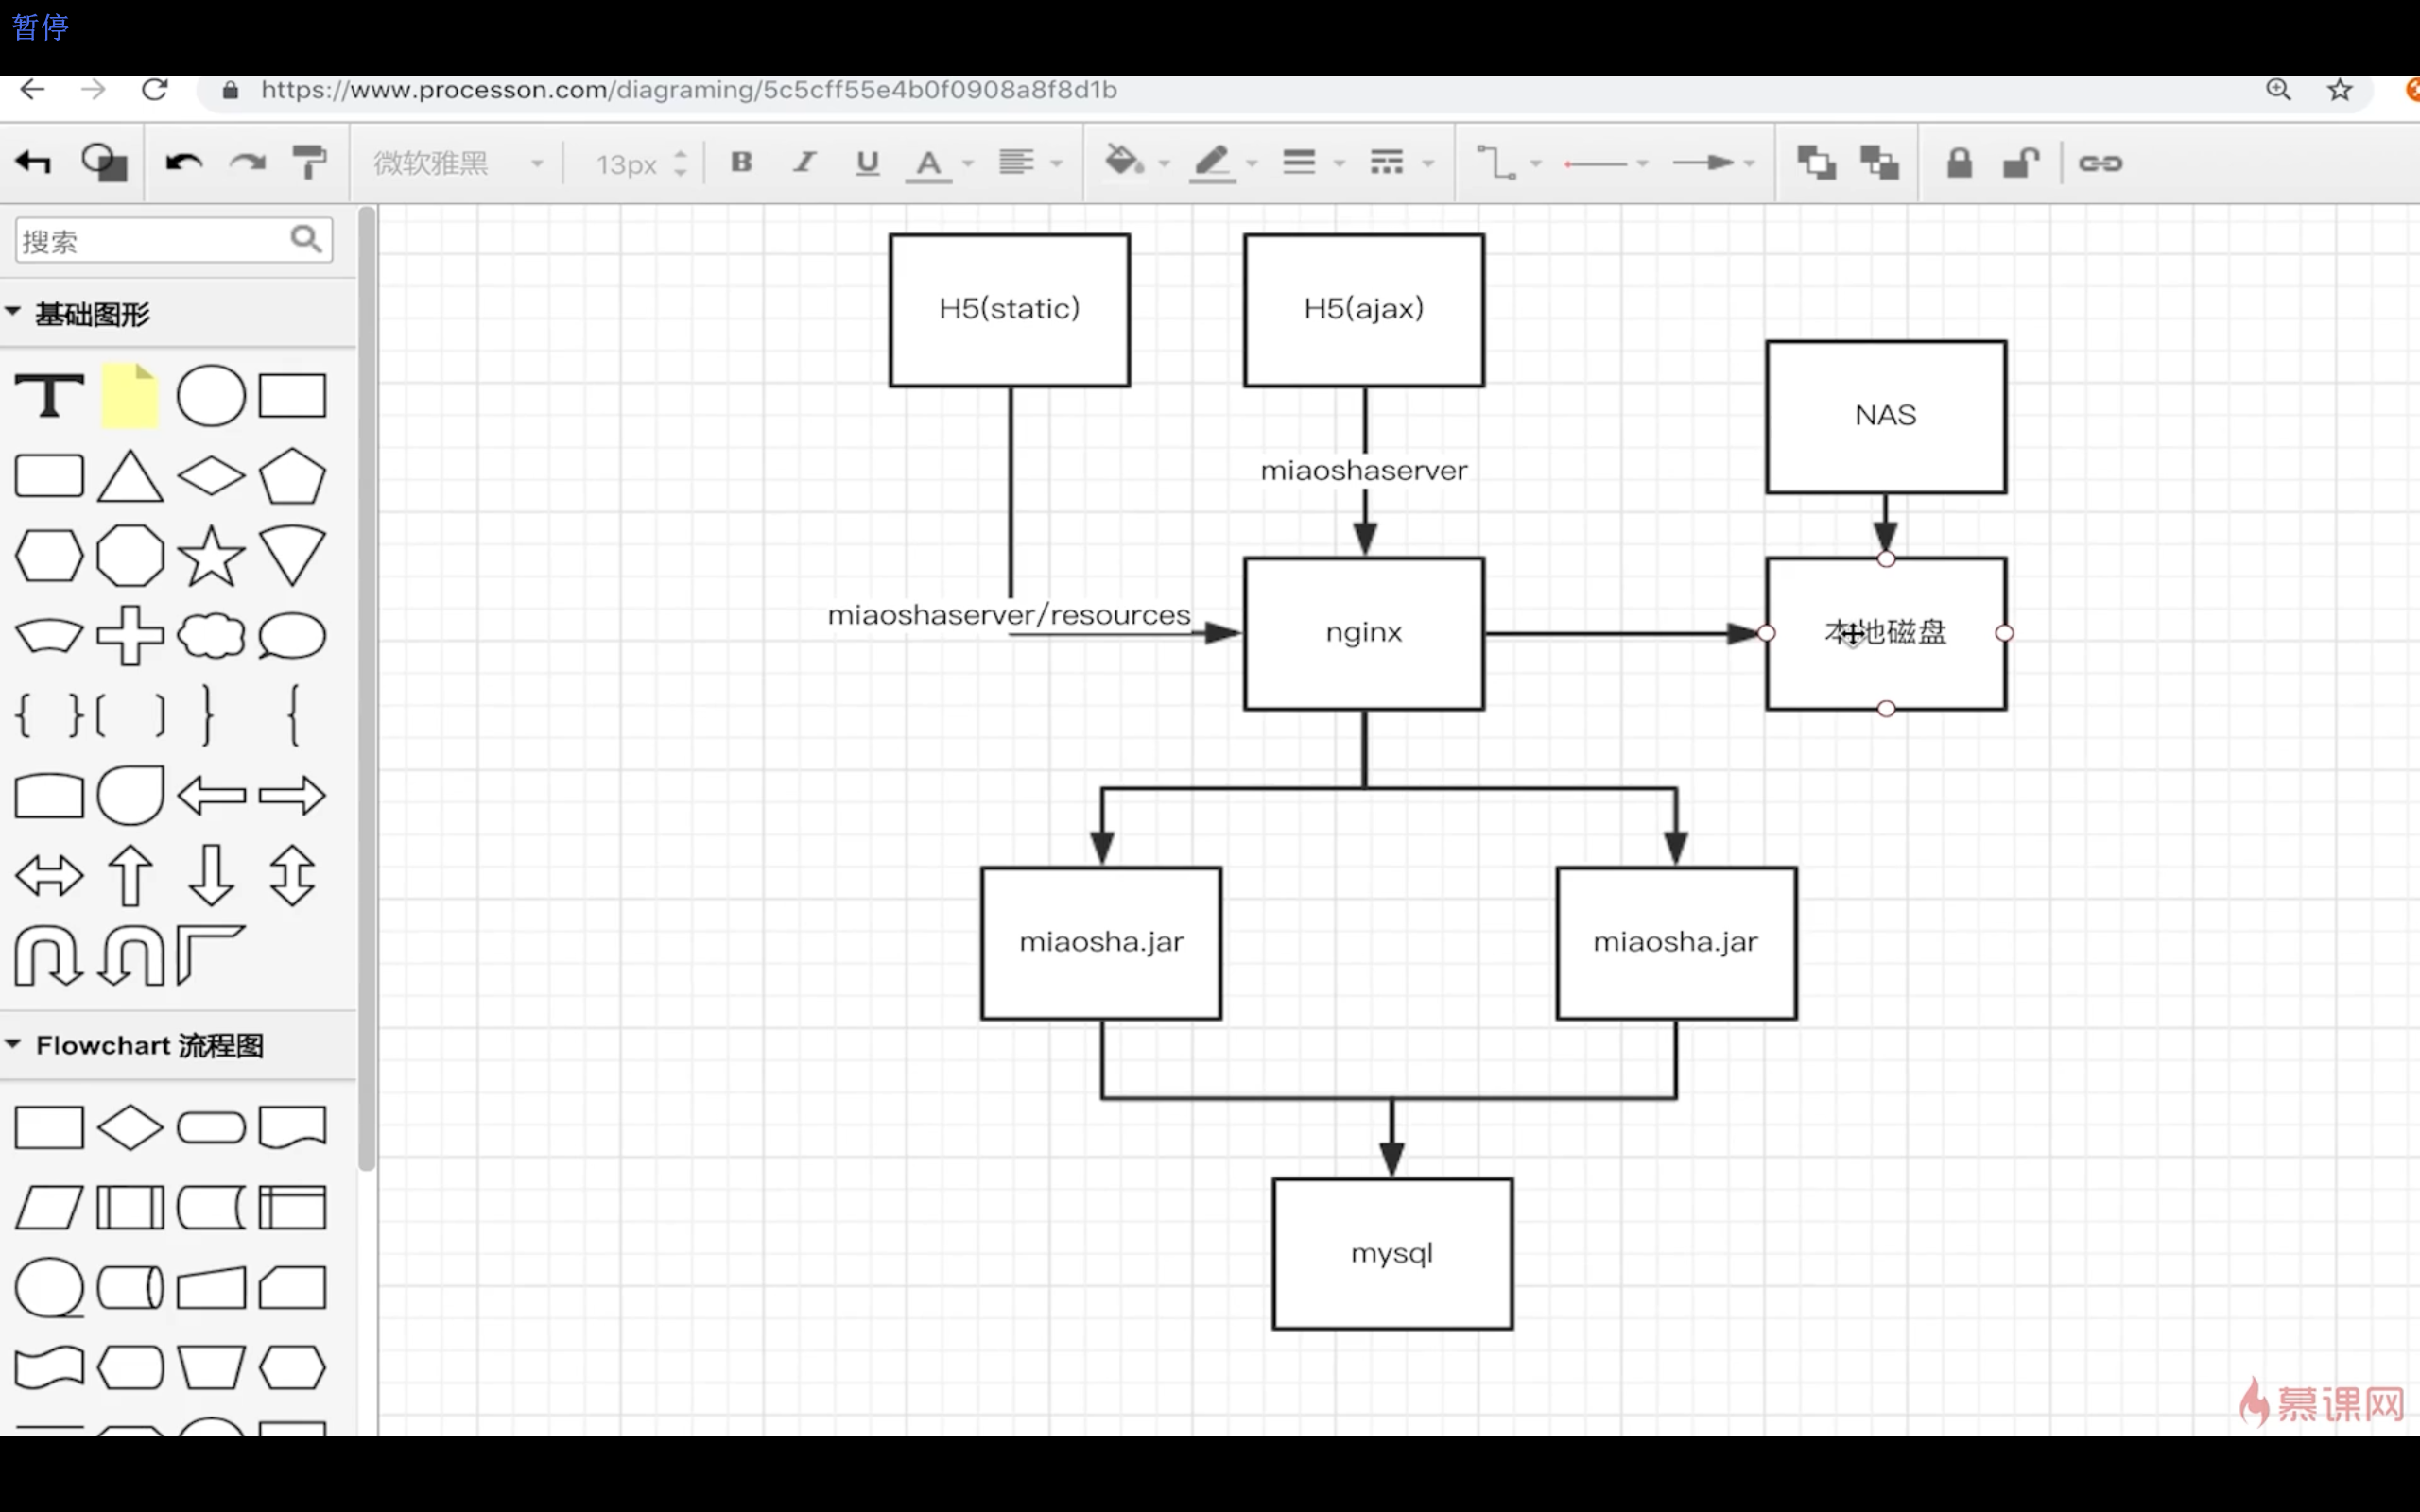 暂停
https://www.processon.com/diagraming/5c5cff55e4b0f0908a8f8d1b
微软雅黑 13px B I U A
搜索
基础图形
T
Flowchart 流程图
H5(static)
H5(ajax)
NAS
miaoshaserver
miaoshaserver/resources
nginx
本地磁盘
miaosha.jar
miaosha.jar
mysql
慕课网